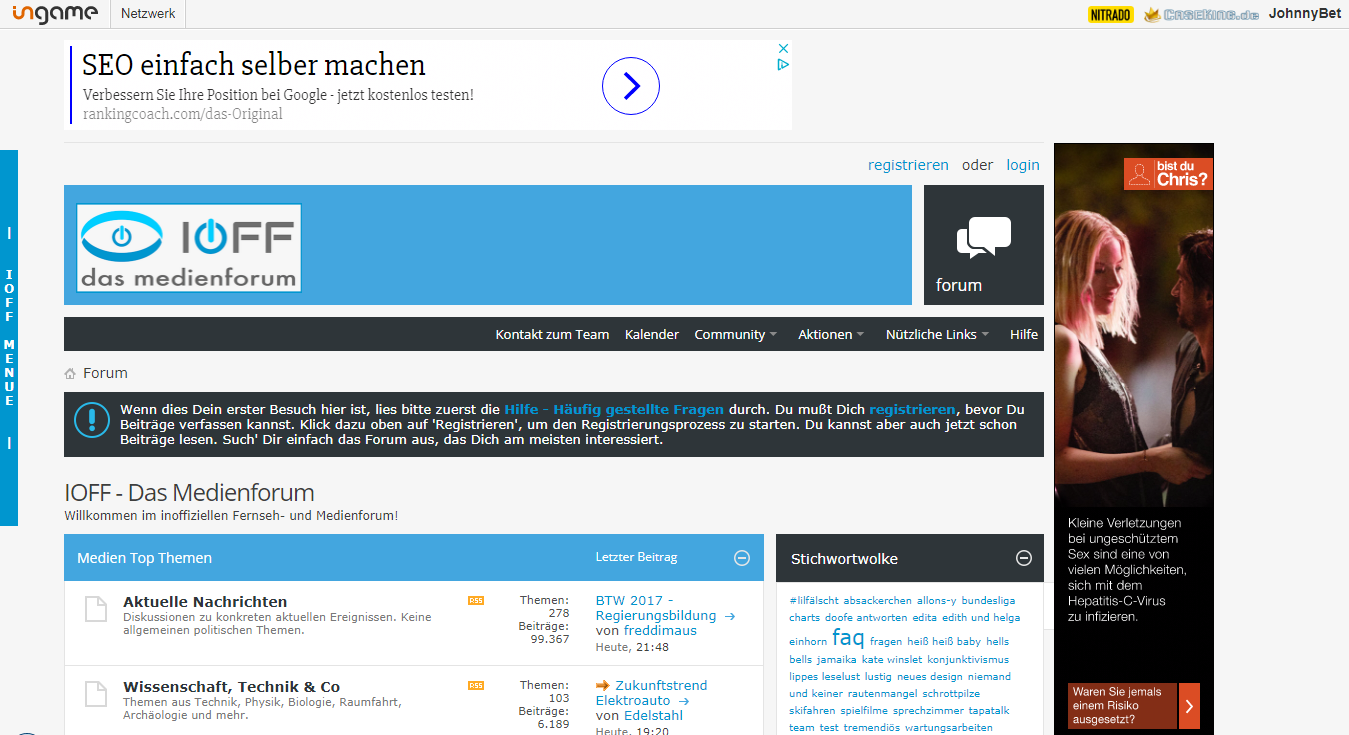 ingame
Netzwerk
NITRADO
CaseKing.de
JohnnyBet
SEO einfach selber machen
Verbessern Sie Ihre Position bei Google - jetzt kostenlos testen!
rankingcoach.com/das-Original
registrieren oder login
IOFF
das medienforum
forum
IOFF MENUE
Kontakt zum Team
Kalender
Community
Aktionen
Nützliche Links
Hilfe
Forum
Wenn dies Dein erster Besuch hier ist, lies bitte zuerst die Hilfe - Häufig gestellte Fragen durch. Du mußt Dich registrieren, bevor Du
Beiträge verfassen kannst. Klick dazu oben auf 'Registrieren', um den Registrierungsprozess zu starten. Du kannst aber auch jetzt schon
Beiträge lesen. Such' Dir einfach das Forum aus, das Dich am meisten interessiert.
IOFF - Das Medienforum
Willkommen im inoffiziellen Fernseh- und Medienforum!
Medien Top Themen
Letzter Beitrag
Aktuelle Nachrichten
Diskussionen zu konkreten aktuellen Ereignissen. Keine
allgemeinen politischen Themen.
RSS
Themen:
278
Beiträge:
99.367
BTW 2017 -
Regierungsbildung
von freddimaus
Heute, 21:48
Wissenschaft, Technik & Co
Themen aus Technik, Physik, Biologie, Raumfahrt,
Archäologie und mehr.
RSS
Themen:
103
Beiträge:
6.189
Zukunftstrend
Elektroauto
von Edelstahl
Heute, 19:20
Stichwortwolke
#lilfälscht absackerchen allons-y bundesliga
charts doofe antworten edita edith und helga
einhorn faq fragen heiß heiß baby hells
bells jamaika kate winslet konjunktivismus
lippes leselust lustig neues design niemand
und keiner rautenmangel schrottpilze
skifahren spielfilme sprechzimmer tapatalk
team test tremendiös wartungsarbeiten
bist du
Chris?
Kleine Verletzungen
bei ungeschütztem
Sex sind eine von
vielen Möglichkeiten,
sich mit dem
Hepatitis-C-Virus
zu infizieren.
Waren Sie jemals
einem Risiko
ausgesetzt?